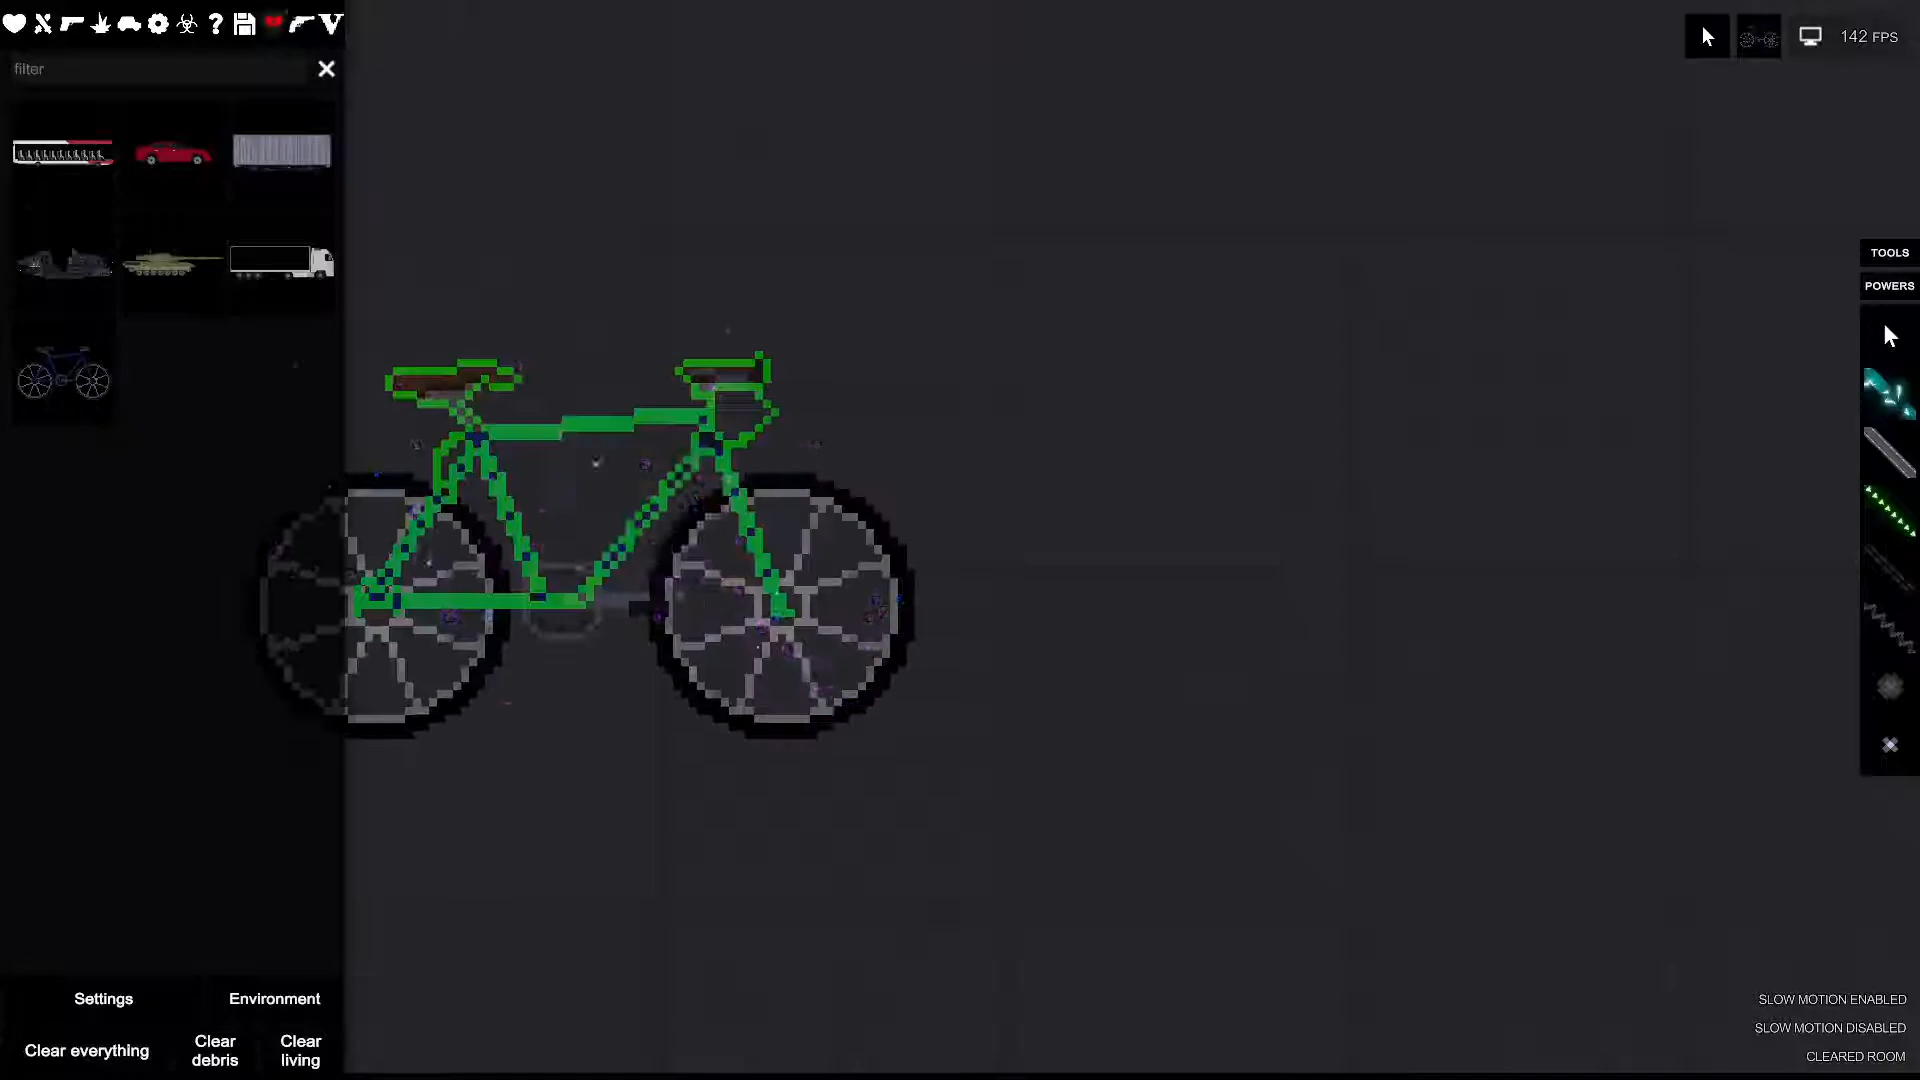 142 FPS
filter
TOOLS
POWERS
Settings
Environment
Clear everything
Clear
debris
Clear
living
SLOW MOTION ENABLED
SLOW MOTION DISABLED
CLEARED ROOM